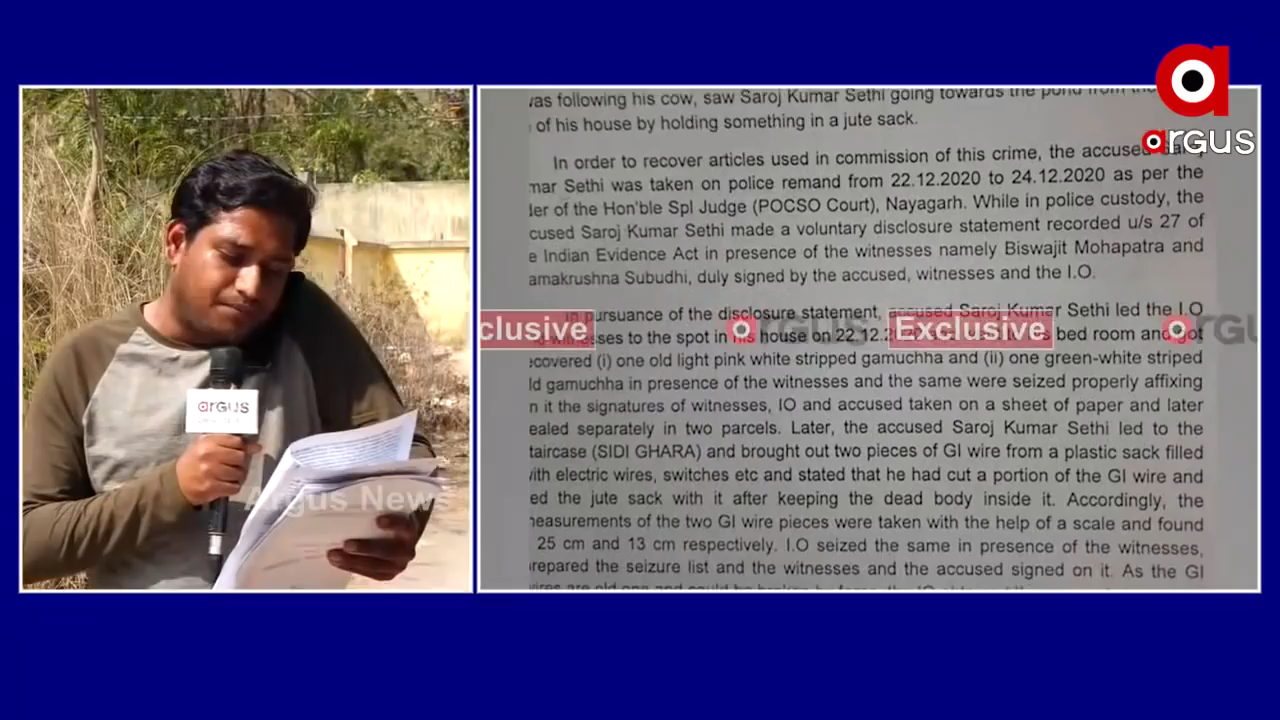 argus
argus
Argus News
was following his cow, saw Saroj Kumar Sethi going towards the pond from
of his house by holding something in a jute sack.
In order to recover articles used in commission of this crime, the accused
mar Sethi was taken on police remand from 22.12.2020 to 24.12.2020 as per the
der of the Hon'ble Spl Judge (POCSO Court), Nayagarh. While in police custody, the
cused Saroj Kumar Sethi made a voluntary disclosure statement recorded u/s 27 of
e Indian Evidence Act in presence of the witnesses namely Biswajit Mohapatra and
amakrushna Subudhi, duly signed by the accused, witnesses and the I.O.
In pursuance of the disclosure statement, accused Saroj Kumar Sethi led the I.O
clusive
argus
Exclusive
witnesses to the spot in his house on 22.12.2020 bed room and got
ecovered (i) one old light pink white stripped gamuchha and (ii) one green-white striped
ld gamuchha in presence of the witnesses and the same were seized properly affixing
n it the signatures of witnesses, IO and accused taken on a sheet of paper and later
ealed separately in two parcels. Later, the accused Saroj Kumar Sethi led to the
taircase (SIDI GHARA) and brought out two pieces of GI wire from a plastic sack filled
with electric wires, switches etc and stated that he had cut a portion of the GI wire and
ed the jute sack with it after keeping the dead body inside it. Accordingly, the
neasurements of the two GI wire pieces were taken with the help of a scale and found
25 cm and 13 cm respectively. I.O seized the same in presence of the witnesses,
repared the seizure list and the witnesses and the accused signed on it. As the GI